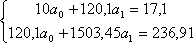 10a₀ + 120,1a₁ = 17,1
120,1a₀ + 1503,45a₁ = 236,91